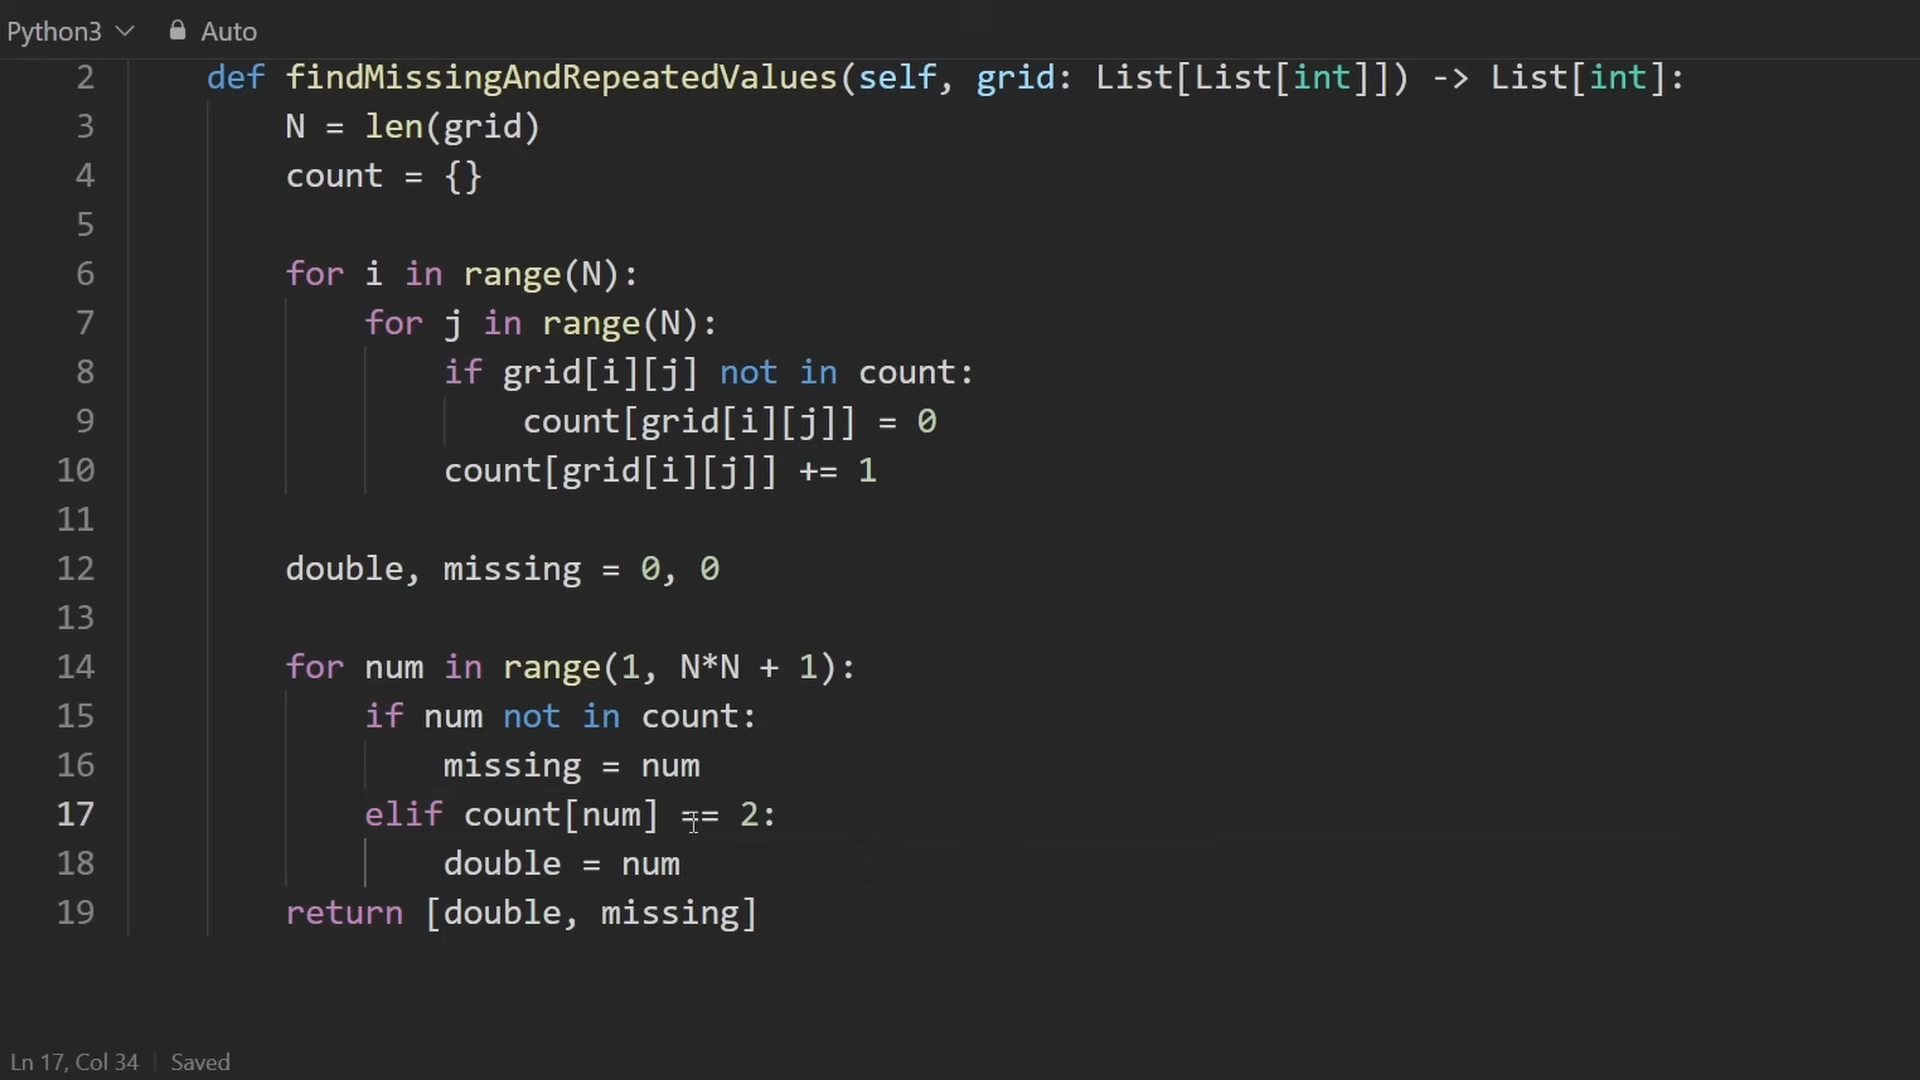 Python3 Auto
2 def findMissingAndRepeatedValues(self, grid: List[List[int]]) -> List[int]:
3 N = len(grid)
4 count = {}
5
6 for i in range(N):
7 for j in range(N):
8 if grid[i][j] not in count:
9 count[grid[i][j]] = 0
10 count[grid[i][j]] += 1
11
12 double, missing = 0, 0
13
14 for num in range(1, N*N + 1):
15 if num not in count:
16 missing = num
17 elif count[num] == 2:
18 double = num
19 return [double, missing]
Ln 17, Col 34 Saved